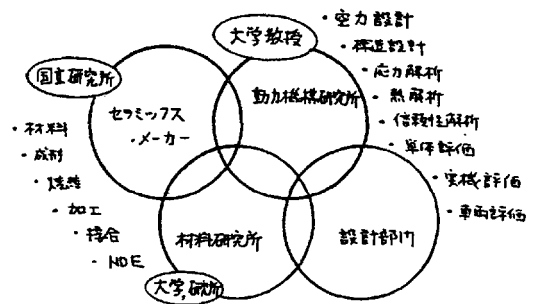 大学教授
・空力設計
・構造設計
・応力解析
・熱解析
・信頼性解析
・単体評価
・実機評価
・車両評価
国立研究所
セラミックス
・メーカー
動力機構研究所
・材料
・成形
・焼結
・加工
・接合
・NDE
材料研究所
設計部門
大学,研究所